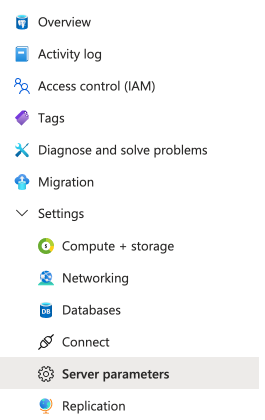 Overview
Activity log
Access control (IAM)
Tags
Diagnose and solve problems
Migration
Settings
Compute + storage
Networking
DB Databases
Connect
Server parameters
Replication